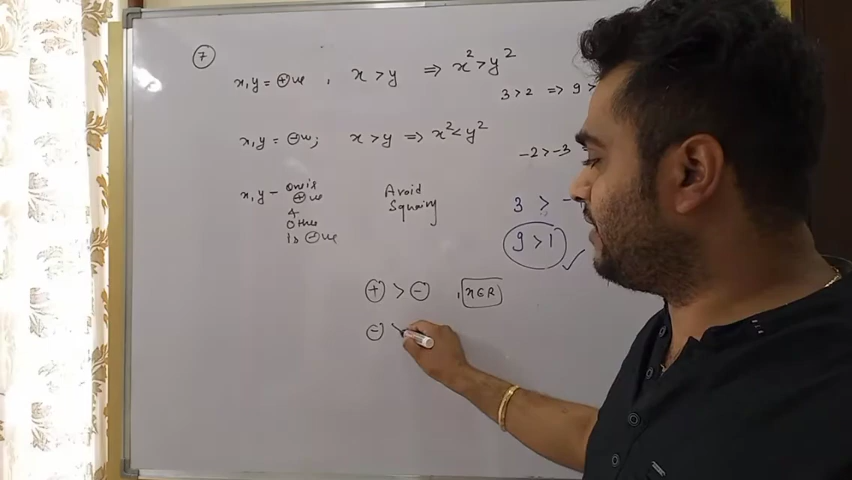 7
x,y = ⊕ve , x > y ⇒ x² > y²
3 > 2 ⇒ 9 >
x,y = ⊖ve; x > y ⇒ x² < y²
-2 > -3
x,y - one is
⊕ve
&
other
is ⊖ve
Avoid
Squaring
3 > -
9 > 1 ✓
⊕ > ⊖ , x ∈ R
⊖ >